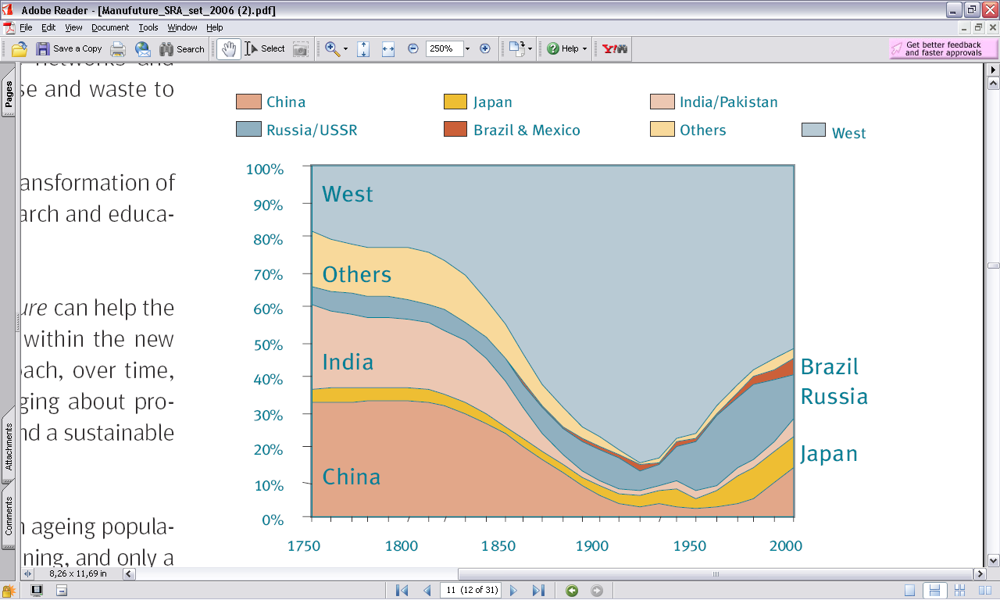 Adobe Reader - [Manufuture_SRA_set_2006 (2).pdf]
File Edit View Document Tools Window Help
Save a Copy Search Select 250% Help Y!
Get better feedback
and faster approvals
Pages
Attachments
Comments
networks and
se and waste to
ansformation of
arch and educa-
ure can help the
within the new
oach, over time,
ging about pro-
nd a sustainable
n ageing popula-
ning, and only a
China Japan India/Pakistan
Russia/USSR Brazil & Mexico Others West
100%
90%
80%
70%
60%
50%
40%
30%
20%
10%
0%
West
Others
India
China
Brazil
Russia
Japan
1750 1800 1850 1900 1950 2000
8,26 x 11,69 in
11 (12 of 31)